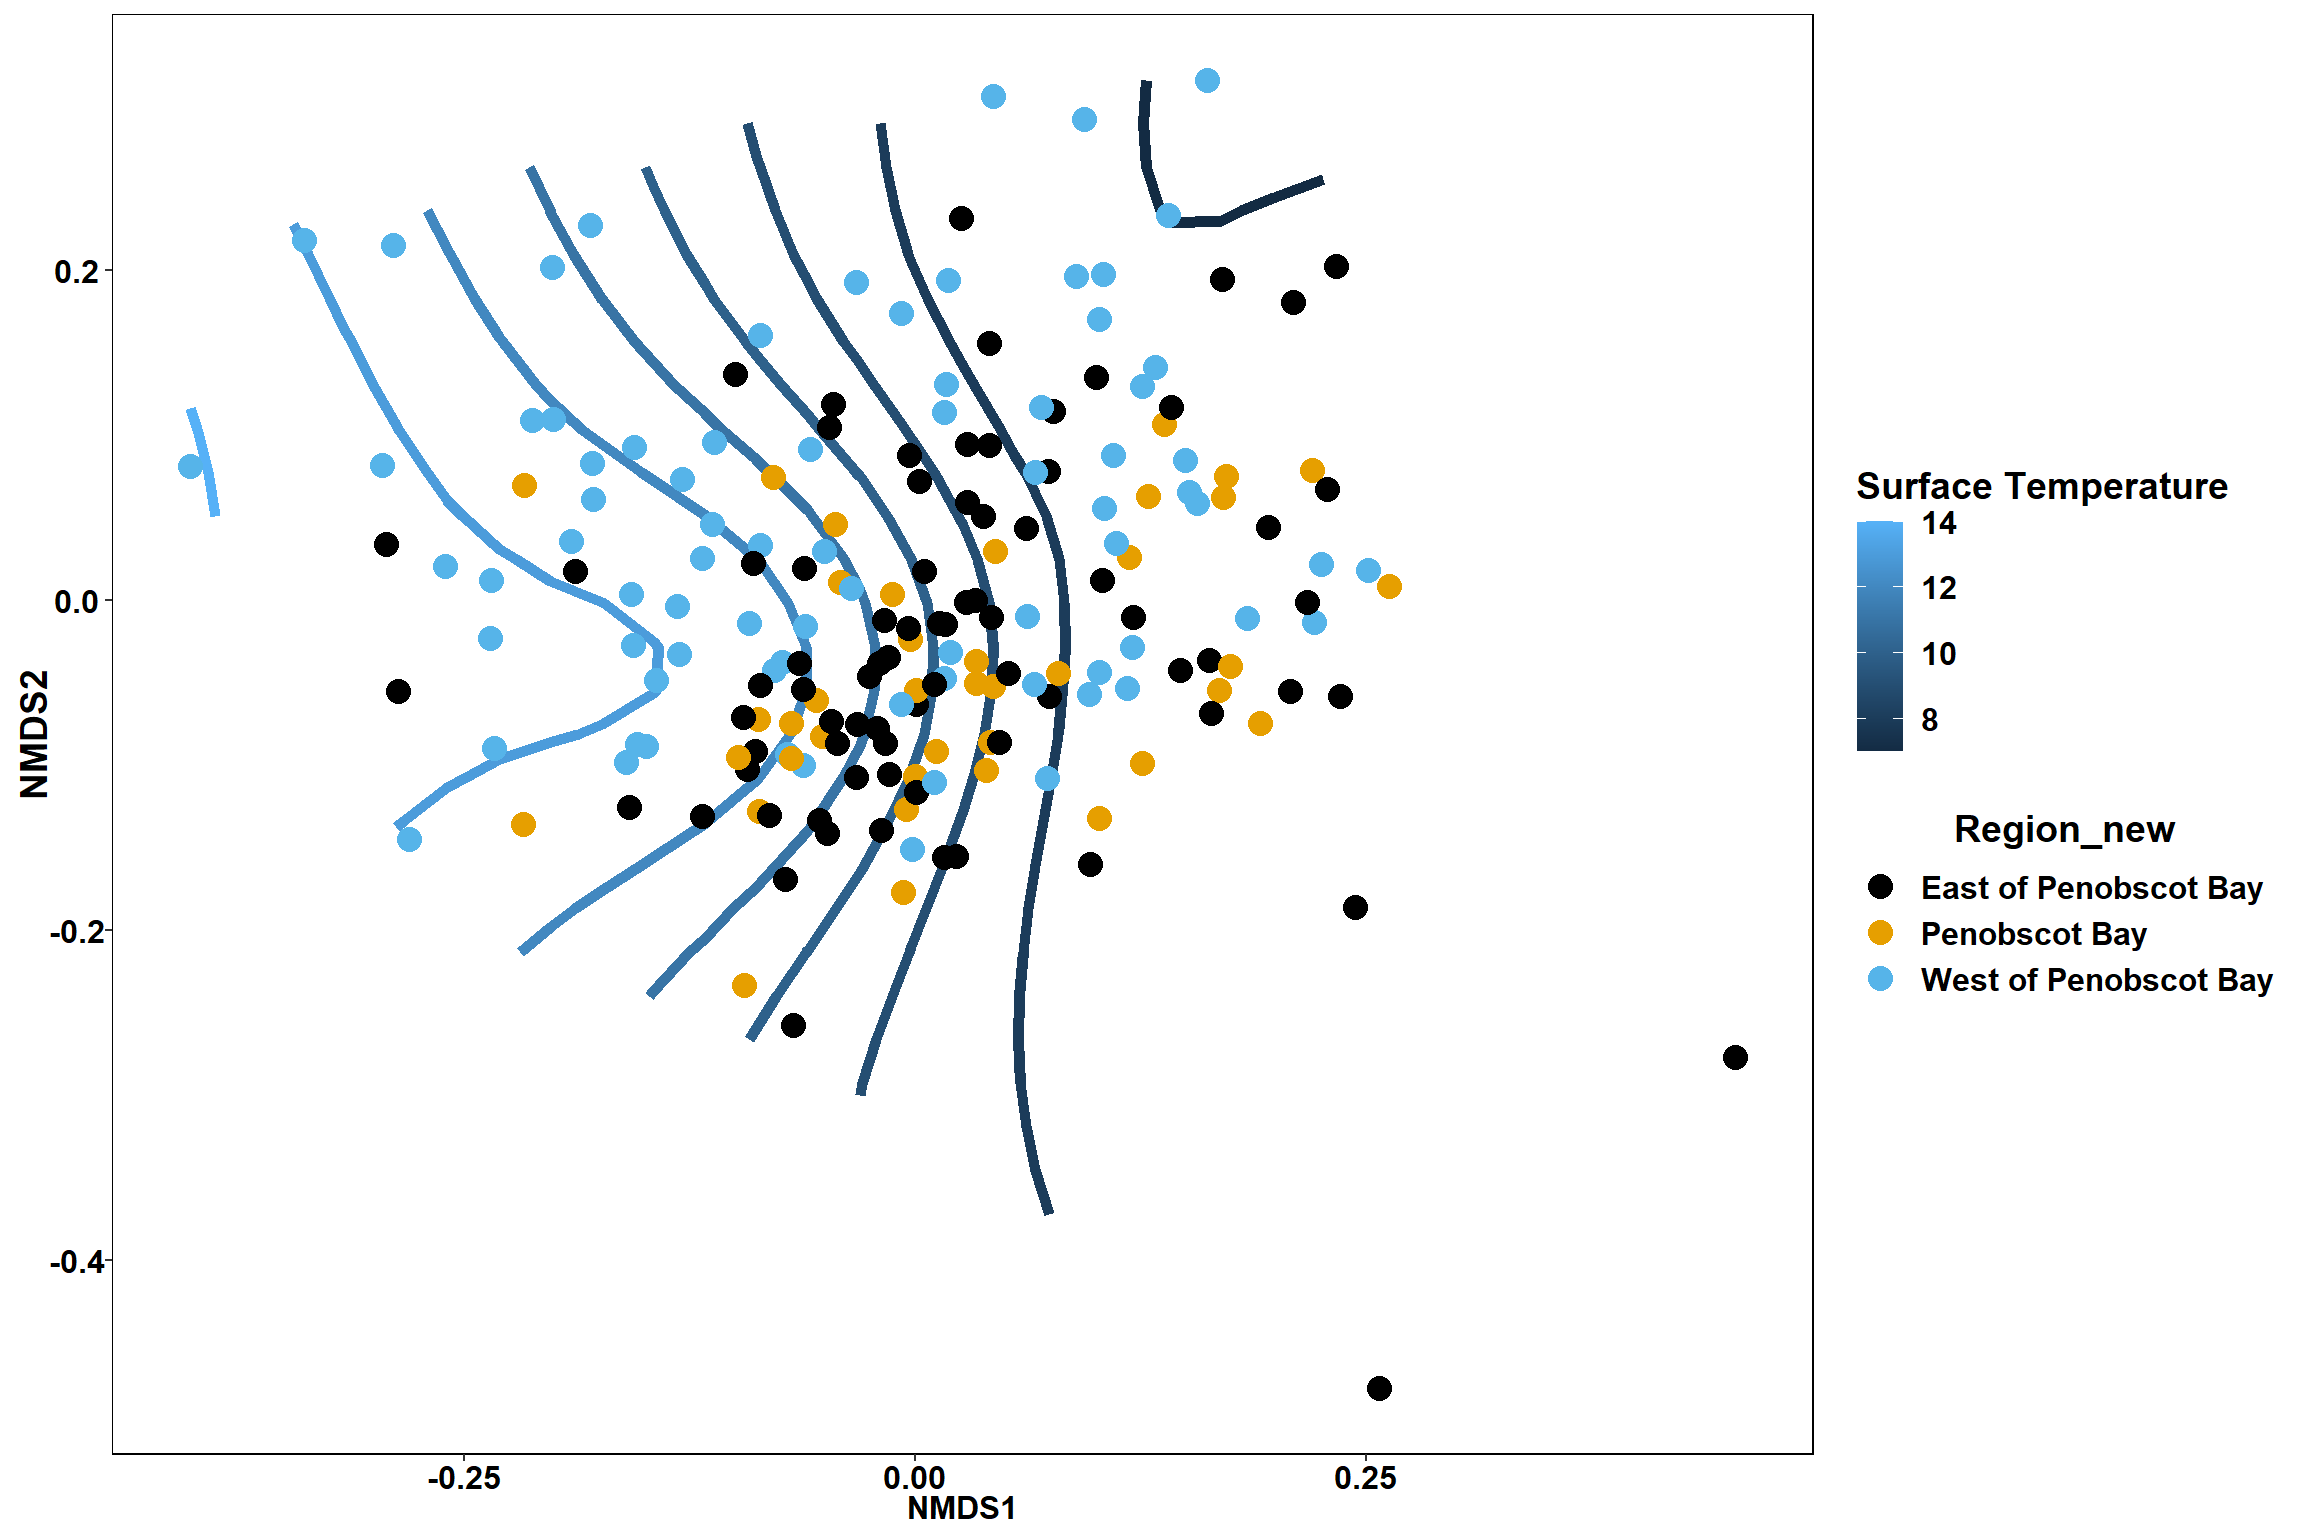 0.2
0.0
-0.2
-0.4
NMDS2
-0.25
0.00
0.25
NMDS1
Surface Temperature
14
12
10
8
Region_new
East of Penobscot Bay
Penobscot Bay
West of Penobscot Bay